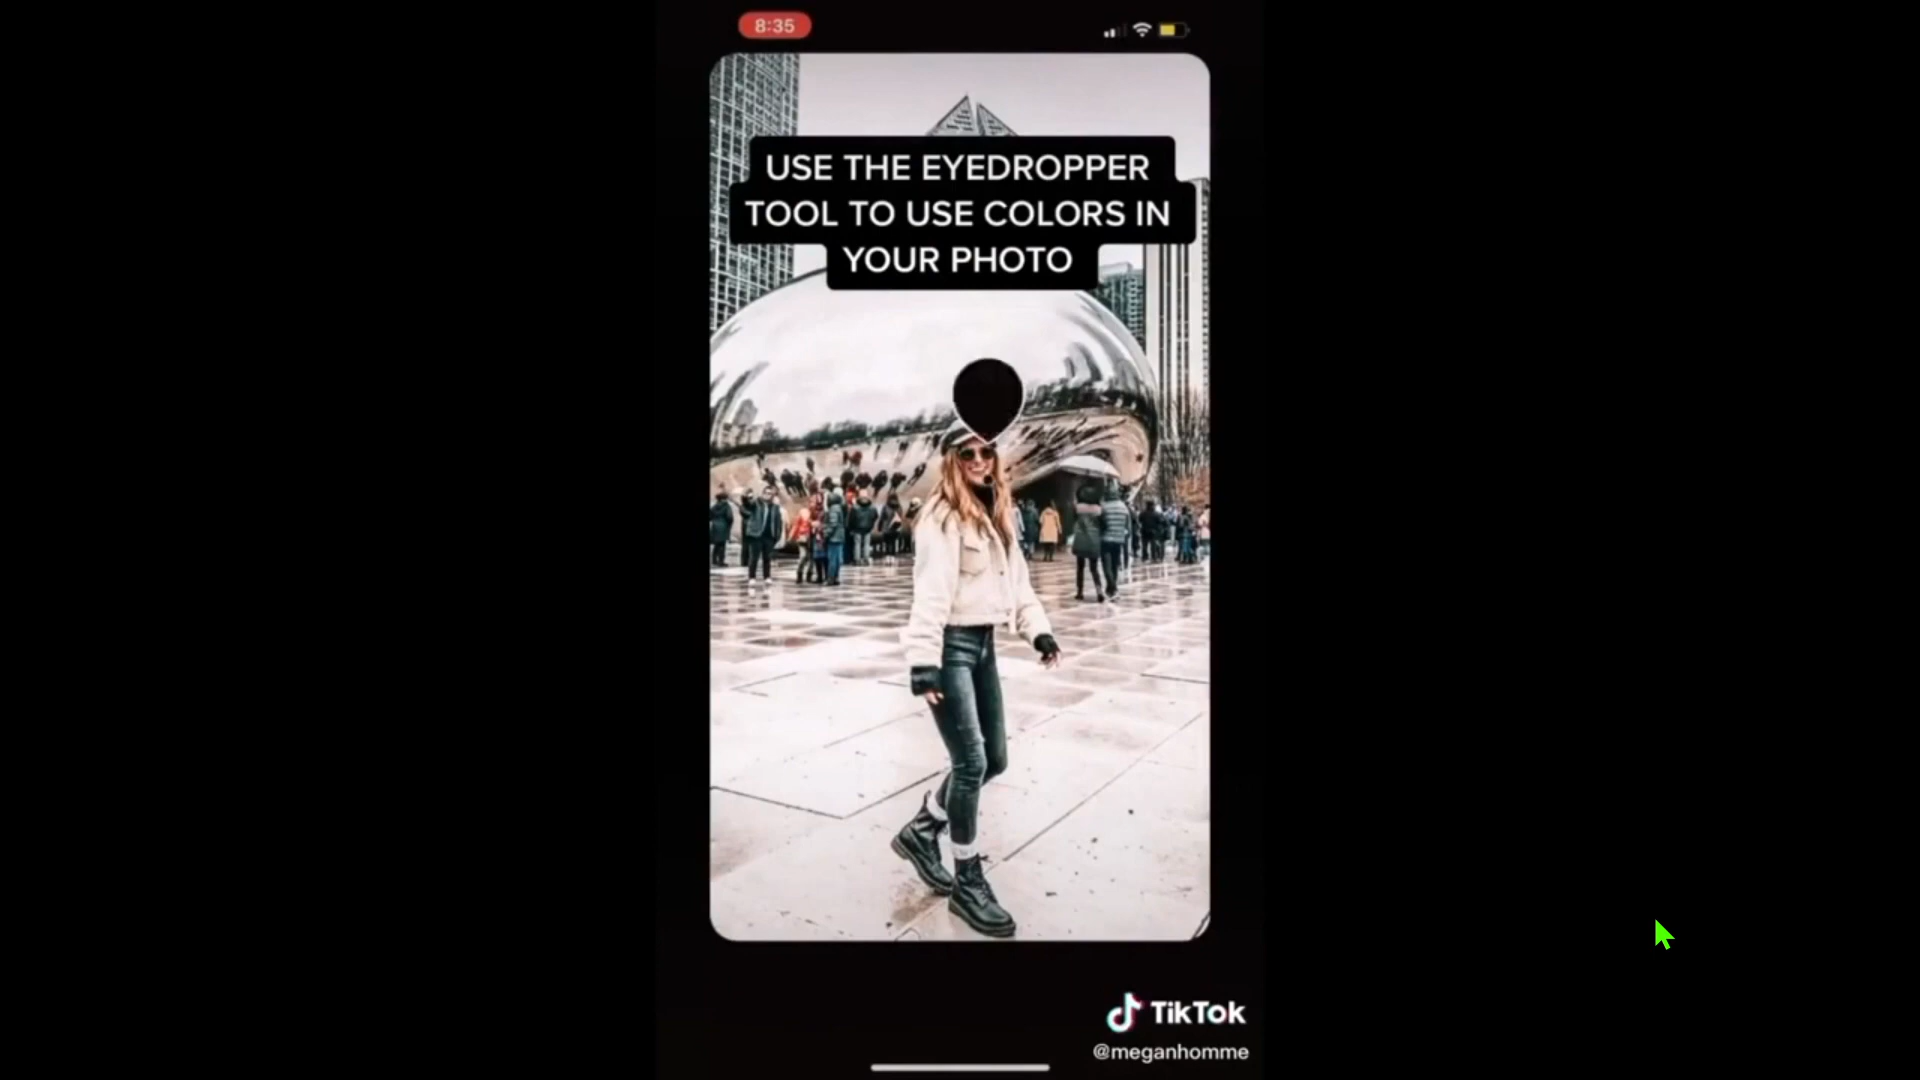 8:35
USE THE EYEDROPPER
TOOL TO USE COLORS IN
YOUR PHOTO
TikTok
@meganhomme